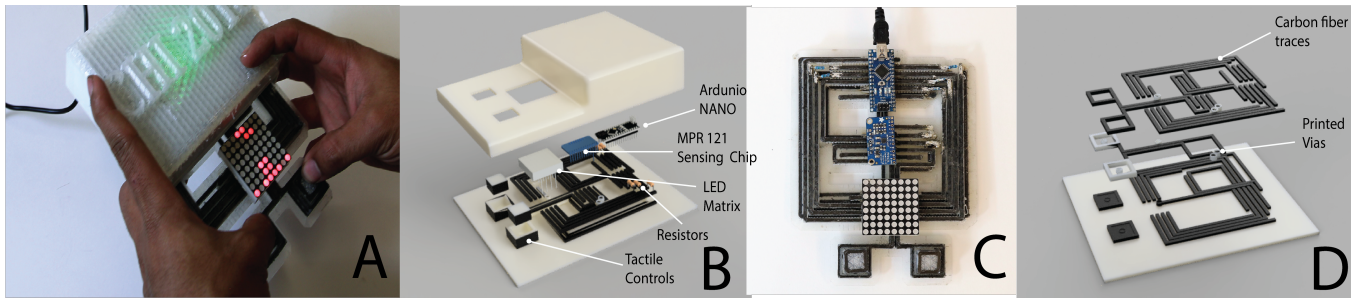 A
Ardunio
NANO
MPR 121
Sensing Chip
LED
Matrix
Resistors
Tactile
Controls
B
C
Carbon fiber
traces
Printed
Vias
D